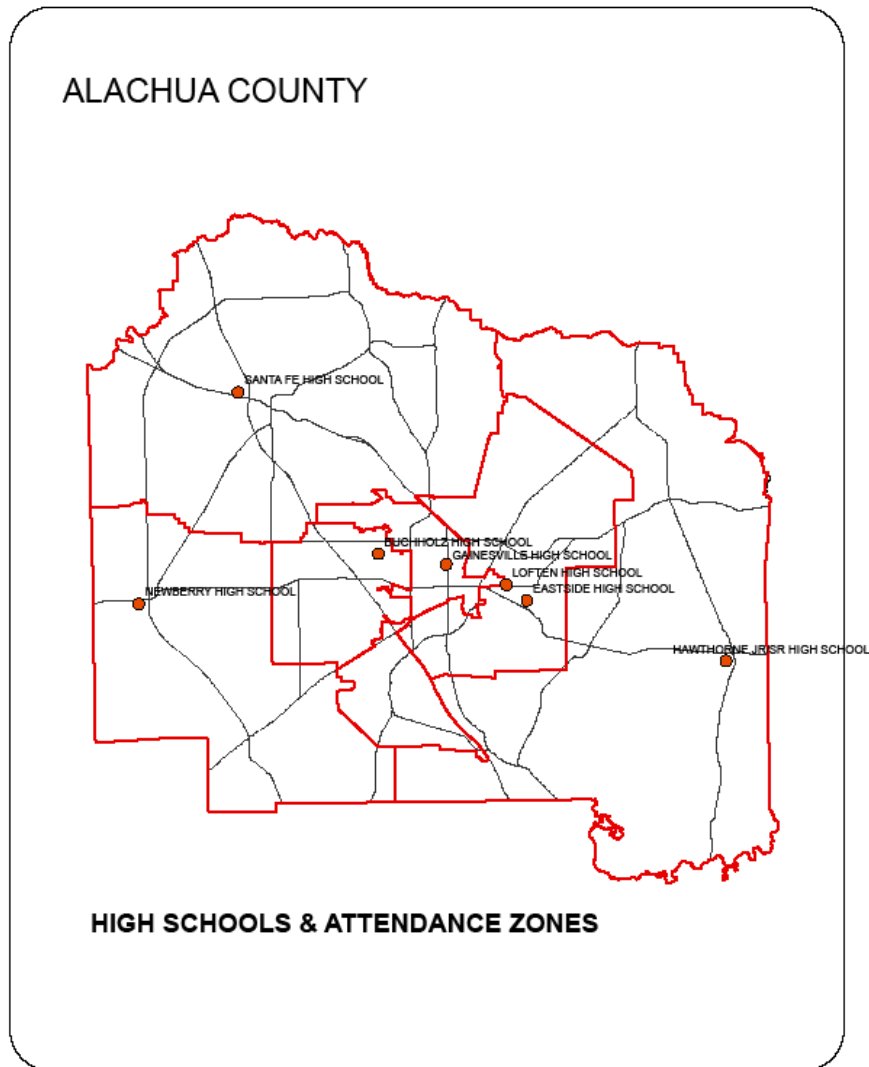 ALACHUA COUNTY
SANTA FE HIGH SCHOOL
BUCHHOLZ HIGH SCHOOL
GAINESVILLE HIGH SCHOOL
LOFTEN HIGH SCHOOL
NEWBERRY HIGH SCHOOL
EASTSIDE HIGH SCHOOL
HAWTHORNE JR/SR HIGH SCHOOL
HIGH SCHOOLS & ATTENDANCE ZONES